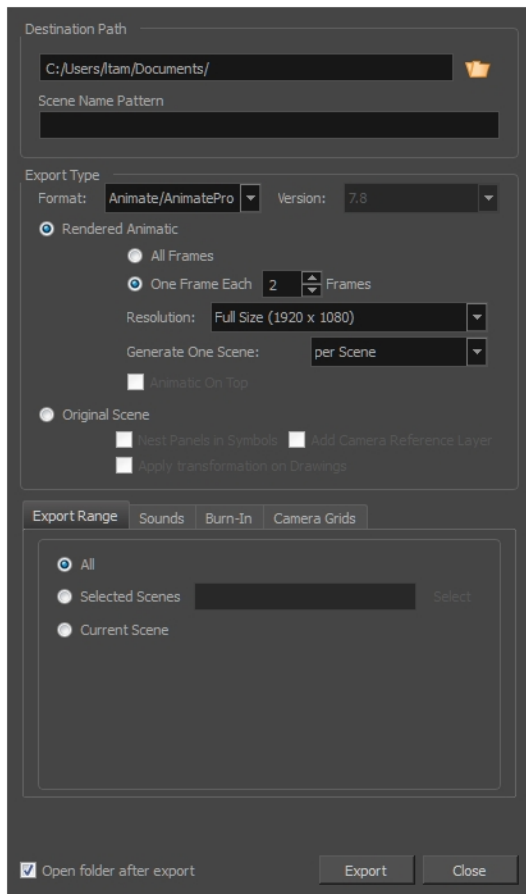 Destination Path
C:/Users/ltam/Documents/
Scene Name Pattern
Export Type
Format: Animate/AnimatePro Version: 7.8
Rendered Animatic
All Frames
One Frame Each 2 Frames
Resolution: Full Size (1920 x 1080)
Generate One Scene: per Scene
Animatic On Top
Original Scene
Nest Panels in Symbols Add Camera Reference Layer
Apply transformation on Drawings
Export Range Sounds Burn-In Camera Grids
All
Selected Scenes Select
Current Scene
Open folder after export Export Close